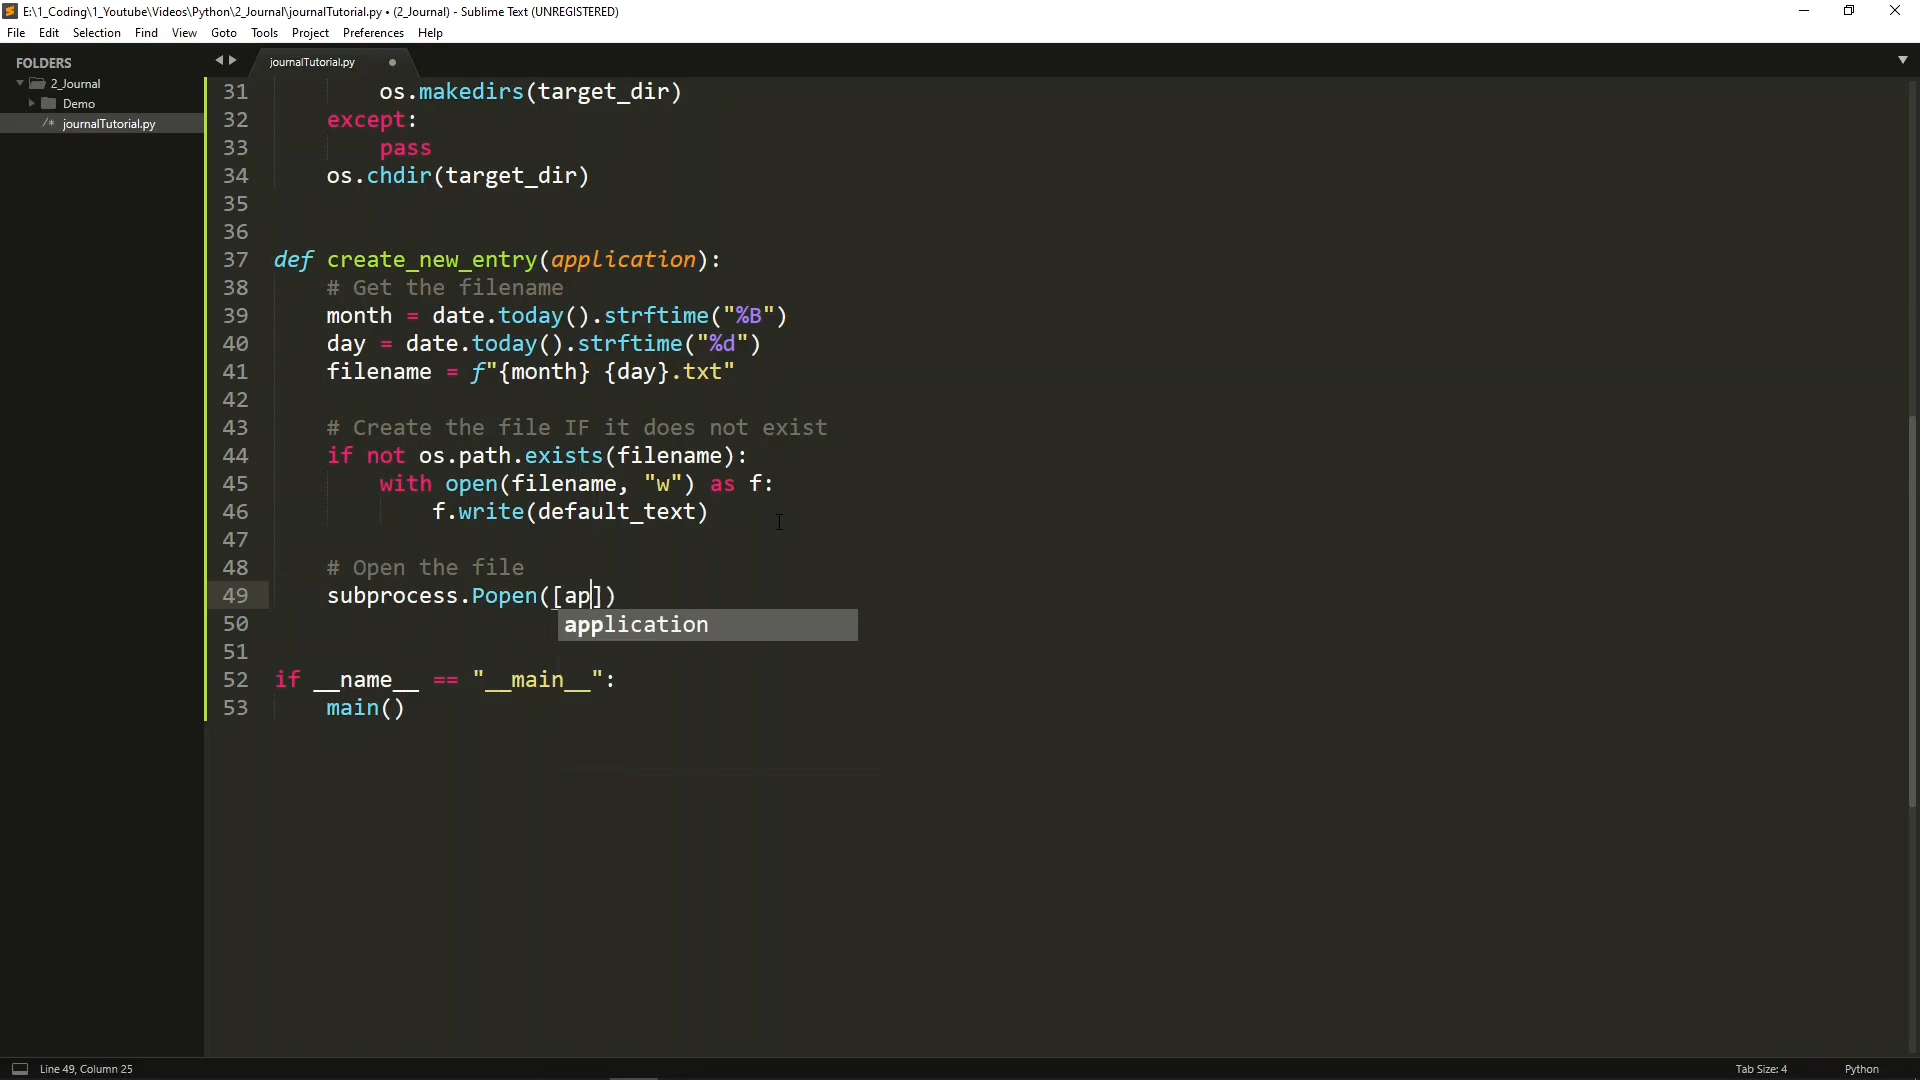 E:\1_Coding\1_Youtube\Videos\Python\2_Journal\journalTutorial.py • (2_Journal) - Sublime Text (UNREGISTERED)
File Edit Selection Find View Goto Tools Project Preferences Help
FOLDERS
2_Journal
Demo
/* journalTutorial.py
journalTutorial.py
31 os.makedirs(target_dir)
32 except:
33 pass
34 os.chdir(target_dir)
35
36
37 def create_new_entry(application):
38 # Get the filename
39 month = date.today().strftime("%B")
40 day = date.today().strftime("%d")
41 filename = f"{month} {day}.txt"
42
43 # Create the file IF it does not exist
44 if not os.path.exists(filename):
45 with open(filename, "w") as f:
46 f.write(default_text)
47
48 # Open the file
49 subprocess.Popen([ap])
application
50
51
52 if __name__ == "__main__":
53 main()
Line 49, Column 25
Tab Size: 4
Python